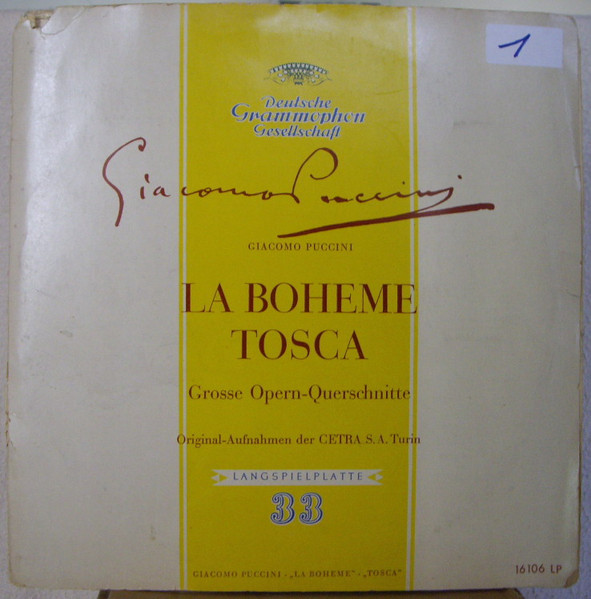 1
Deutsche
Grammophon
Gesellschaft
Giacomo Puccini
GIACOMO PUCCINI
LA BOHEME
TOSCA
Grosse Opern-Querschnitte
Original-Aufnahmen der CETRA S.A. Turin
LANGSPIELPLATTE
33
GIACOMO PUCCINI - „LA BOHEME“ - „TOSCA“
16106 LP